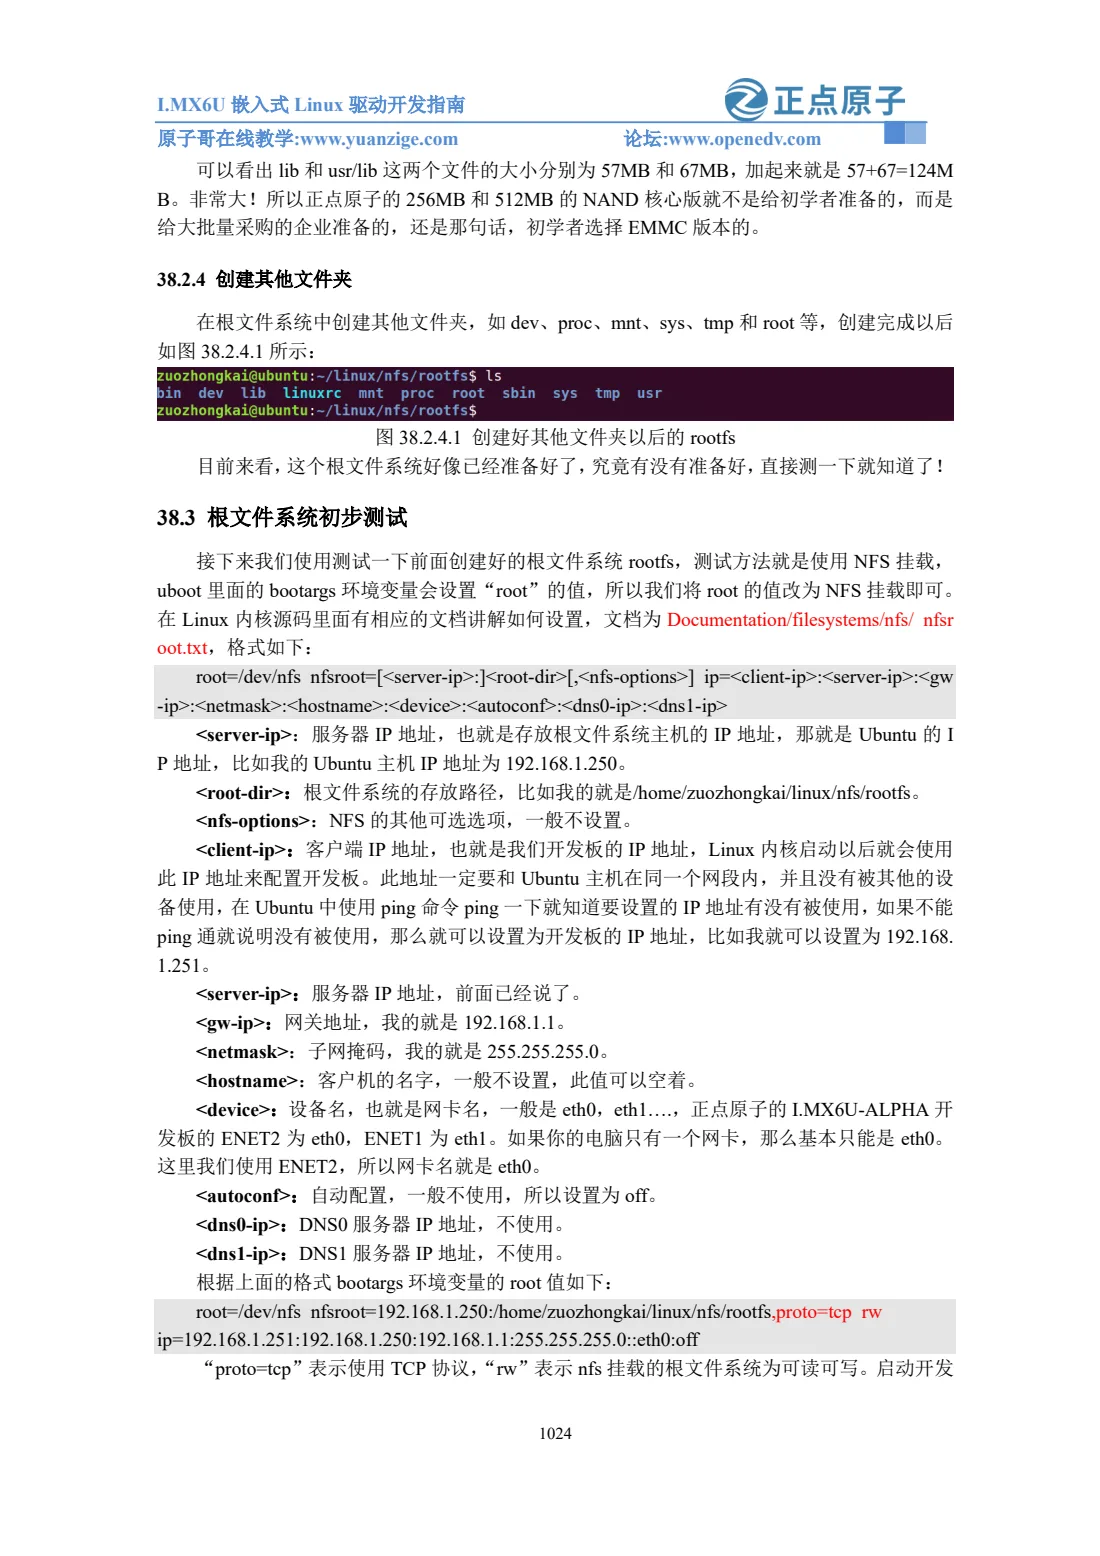 I.MX6U 嵌入式 Linux 驱动开发指南
正点原子
原子哥在线教学:www.yuanzige.com 论坛:www.openedv.com
可以看出 lib 和 usr/lib 这两个文件的大小分别为 57MB 和 67MB，加起来就是 57+67=124M
B。非常大！所以正点原子的 256MB 和 512MB 的 NAND 核心版就不是给初学者准备的，而是
给大批量采购的企业准备的，还是那句话，初学者选择 EMMC 版本的。
38.2.4 创建其他文件夹
在根文件系统中创建其他文件夹，如 dev、proc、mnt、sys、tmp 和 root 等，创建完成以后
如图 38.2.4.1 所示：
zuozhongkai@ubuntu:~/linux/nfs/rootfs$ ls
bin dev lib linuxrc mnt proc root sbin sys tmp usr
zuozhongkai@ubuntu:~/linux/nfs/rootfs$
图 38.2.4.1 创建好其他文件夹以后的 rootfs
目前来看，这个根文件系统好像已经准备好了，究竟有没有准备好，直接测一下就知道了！
38.3 根文件系统初步测试
接下来我们使用测试一下前面创建好的根文件系统 rootfs，测试方法就是使用 NFS 挂载，
uboot 里面的 bootargs 环境变量会设置“root”的值，所以我们将 root 的值改为 NFS 挂载即可。
在 Linux 内核源码里面有相应的文档讲解如何设置，文档为 Documentation/filesystems/nfs/ nfsr
oot.txt，格式如下：
root=/dev/nfs nfsroot=[<server-ip>:]<root-dir>[,<nfs-options>] ip=<client-ip>:<server-ip>:<gw
-ip>:<netmask>:<hostname>:<device>:<autoconf>:<dns0-ip>:<dns1-ip>
<server-ip>：服务器 IP 地址，也就是存放根文件系统主机的 IP 地址，那就是 Ubuntu 的 I
P 地址，比如我的 Ubuntu 主机 IP 地址为 192.168.1.250。
<root-dir>：根文件系统的存放路径，比如我的就是/home/zuozhongkai/linux/nfs/rootfs。
<nfs-options>：NFS 的其他可选选项，一般不设置。
<client-ip>：客户端 IP 地址，也就是我们开发板的 IP 地址，Linux 内核启动以后就会使用
此 IP 地址来配置开发板。此地址一定要和 Ubuntu 主机在同一个网段内，并且没有被其他的设
备使用，在 Ubuntu 中使用 ping 命令 ping 一下就知道要设置的 IP 地址有没有被使用，如果不能
ping 通就说明没有被使用，那么就可以设置为开发板的 IP 地址，比如我就可以设置为 192.168.
1.251。
<server-ip>：服务器 IP 地址，前面已经说了。
<gw-ip>：网关地址，我的就是 192.168.1.1。
<netmask>：子网掩码，我的就是 255.255.255.0。
<hostname>：客户机的名字，一般不设置，此值可以空着。
<device>：设备名，也就是网卡名，一般是 eth0，eth1….，正点原子的 I.MX6U-ALPHA 开
发板的 ENET2 为 eth0，ENET1 为 eth1。如果你的电脑只有一个网卡，那么基本只能是 eth0。
这里我们使用 ENET2，所以网卡名就是 eth0。
<autoconf>：自动配置，一般不使用，所以设置为 off。
<dns0-ip>：DNS0 服务器 IP 地址，不使用。
<dns1-ip>：DNS1 服务器 IP 地址，不使用。
根据上面的格式 bootargs 环境变量的 root 值如下：
root=/dev/nfs nfsroot=192.168.1.250:/home/zuozhongkai/linux/nfs/rootfs,proto=tcp rw
ip=192.168.1.251:192.168.1.250:192.168.1.1:255.255.255.0::eth0:off
“proto=tcp”表示使用 TCP 协议，“rw”表示 nfs 挂载的根文件系统为可读可写。启动开发
1024